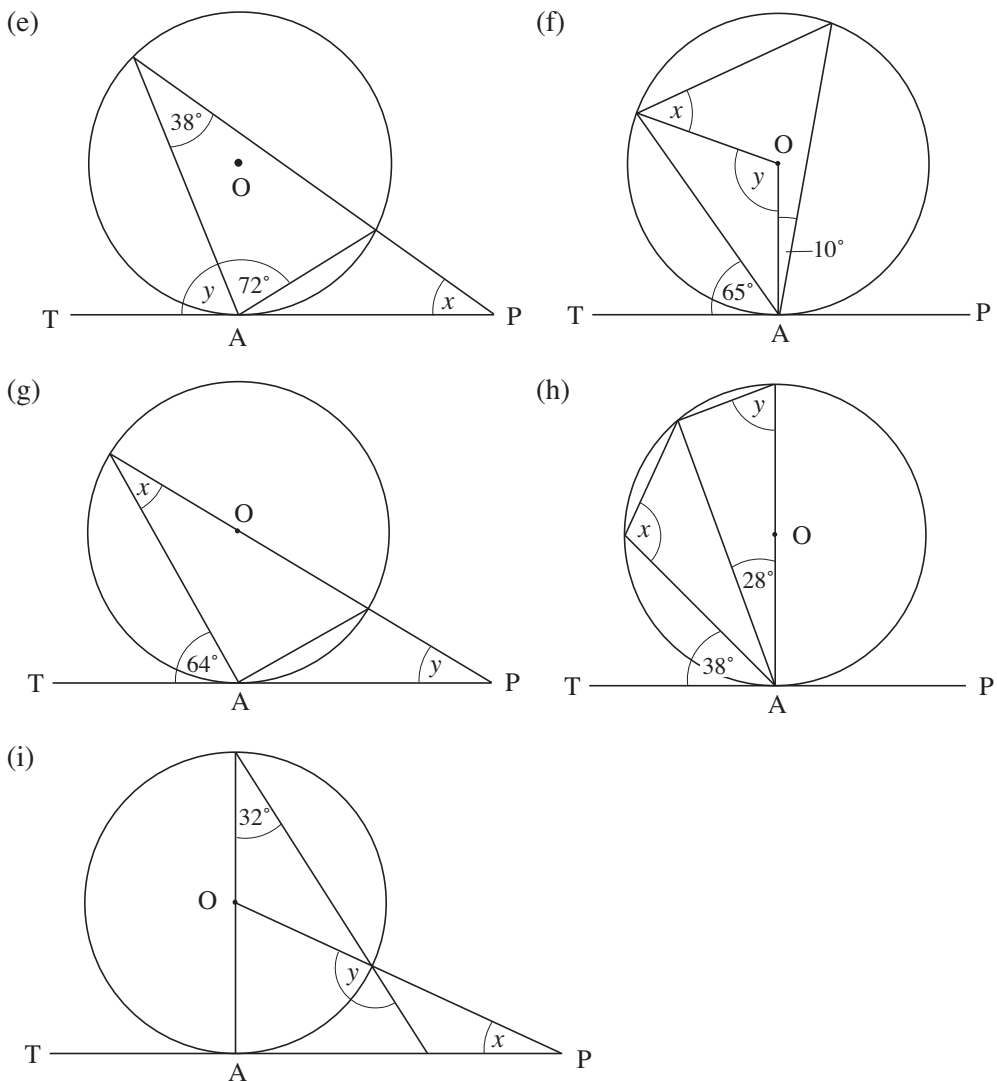 (e)
38°
O
y 72°
x
T
A
P
(f)
x
O
y
10°
65°
T
A
P
(g)
x
O
64°
y
T
A
P
(h)
y
x
O
28°
38°
T
A
P
(i)
32°
O
y
x
T
A
P